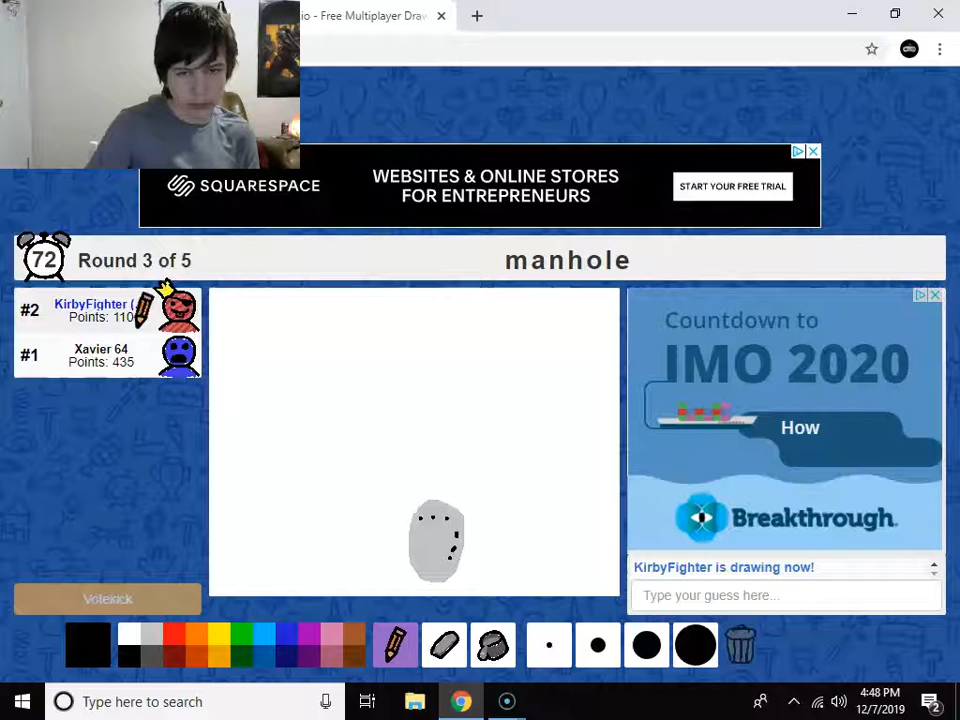 io - Free Multiplayer Draw
SQUARESPACE
WEBSITES & ONLINE STORES
FOR ENTREPRENEURS
START YOUR FREE TRIAL
72
Round 3 of 5
manhole
#2
KirbyFighter (
Points: 110
#1
Xavier 64
Points: 435
Countdown to
IMO 2020
How
Breakthrough.
KirbyFighter is drawing now!
Type your guess here...
Votekick
Type here to search
4:48 PM
12/7/2019
2